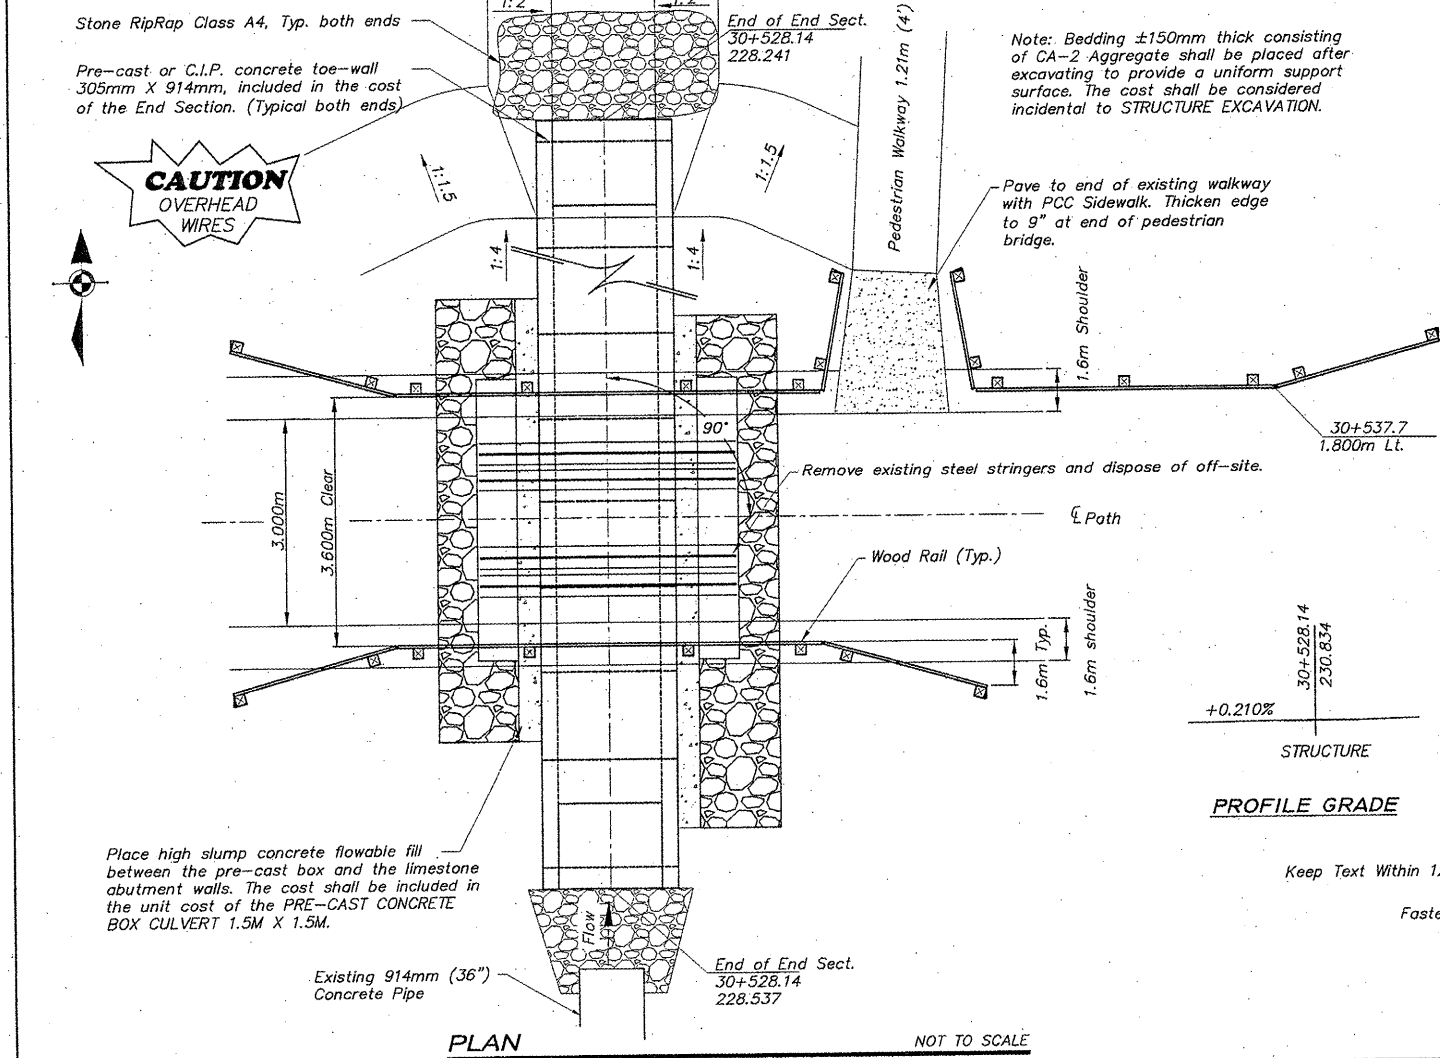 1:2
1:2
Stone RipRap Class A4, Typ. both ends
Pre-cast or C.I.P. concrete toe-wall
305mm X 914mm, included in the cost
of the End Section. (Typical both ends)
End of End Sect.
30+528.14
228.241
Pedestrian Walkway 1.21m (4')
Note: Bedding ±150mm thick consisting
of CA-2 Aggregate shall be placed after
excavating to provide a uniform support
surface. The cost shall be considered
incidental to STRUCTURE EXCAVATION.
CAUTION
OVERHEAD
WIRES
1:1.5
1:1.5
Pave to end of existing walkway
with PCC Sidewalk. Thicken edge
to 9" at end of pedestrian
bridge.
1:4
1:4
1.6m Shoulder
90°
30+537.7
1.800m Lt.
Remove existing steel stringers and dispose of off-site.
3.000m
3.600m Clear
℄ Path
Wood Rail (Typ.)
1.6m Typ.
1.6m shoulder
30+528.14
230.834
+0.210%
STRUCTURE
PROFILE GRADE
Place high slump concrete flowable fill
between the pre-cast box and the limestone
abutment walls. The cost shall be included in
the unit cost of the PRE-CAST CONCRETE
BOX CULVERT 1.5M X 1.5M.
Keep Text Within 1
Faste
Flow
Existing 914mm (36")
Concrete Pipe
End of End Sect.
30+528.14
228.537
PLAN
NOT TO SCALE